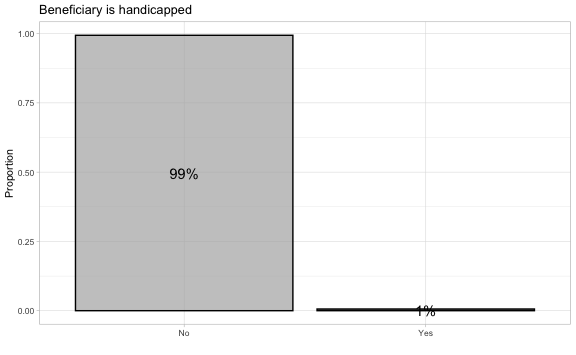 Beneficiary is handicapped
1.00
0.75
0.50
0.25
0.00
Proportion
99%
1%
No
Yes